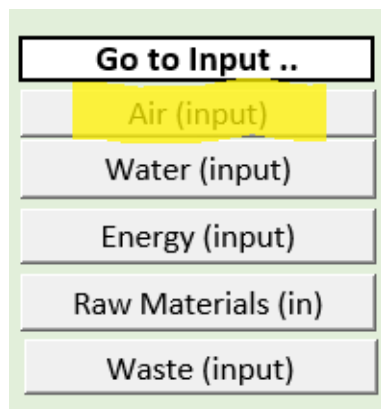 Go to Input ..
Air (input)
Water (input)
Energy (input)
Raw Materials (in)
Waste (input)